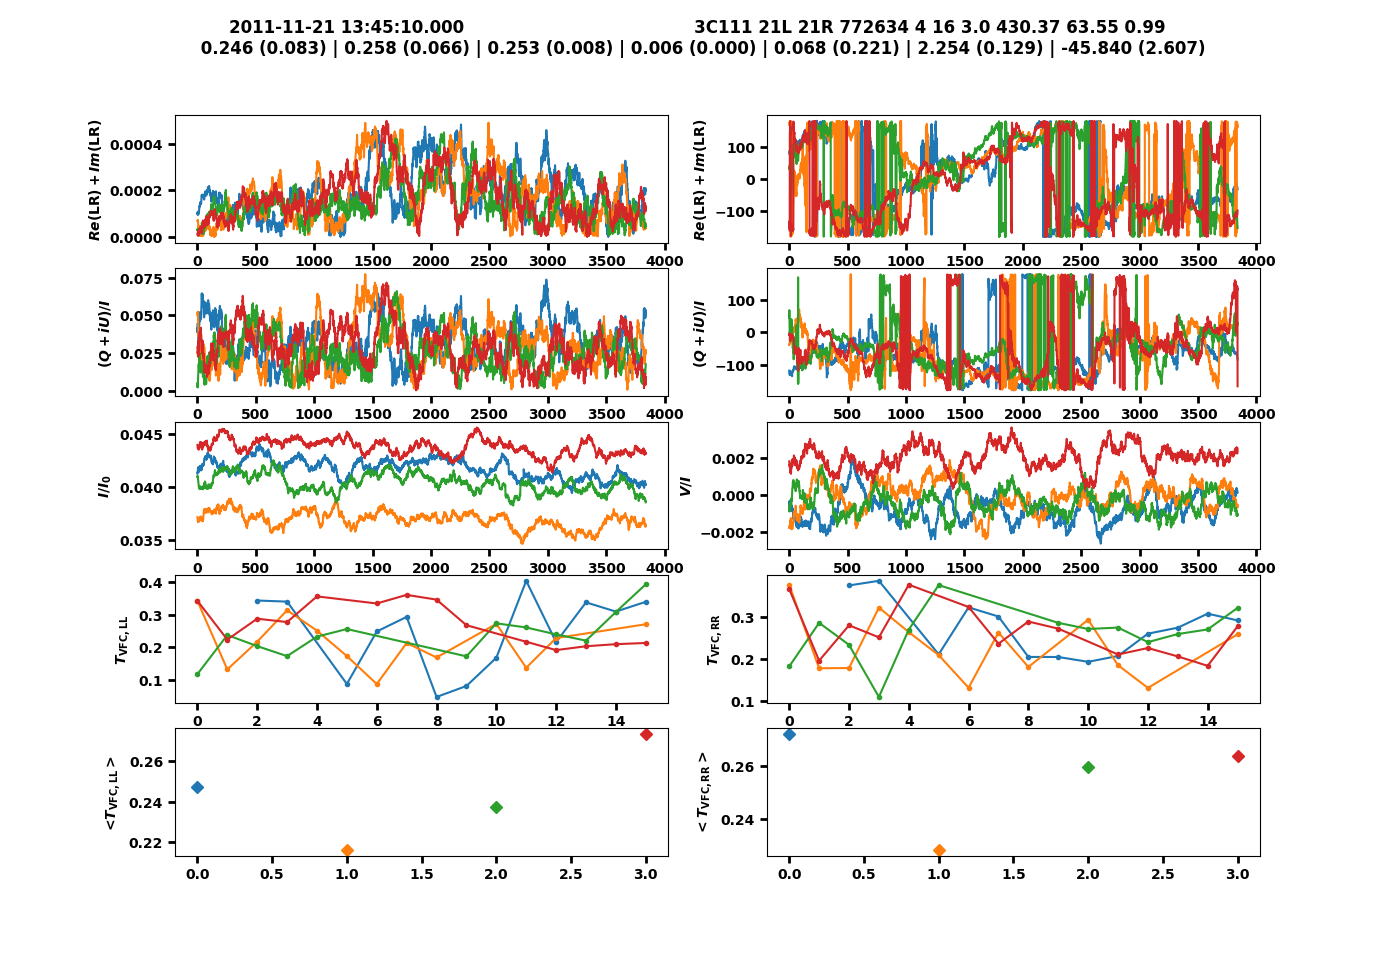 2011-11-21 13:45:10.000 3C111 21L 21R 772634 4 16 3.0 430.37 63.55 0.99
0.246 (0.083) | 0.258 (0.066) | 0.253 (0.008) | 0.006 (0.000) | 0.068 (0.221) | 2.254 (0.129) | -45.840 (2.607)
Re(LR) + Im(LR)
0.0004
0.0002
0.0000
0 500 1000 1500 2000 2500 3000 3500 4000
Re(LR) + Im(LR)
100
0
−100
0 500 1000 1500 2000 2500 3000 3500 4000
(Q + iU)/I
0.075
0.050
0.025
0.000
0 500 1000 1500 2000 2500 3000 3500 4000
(Q + iU)/I
100
0
−100
0 500 1000 1500 2000 2500 3000 3500 4000
I/I0
0.045
0.040
0.035
0 500 1000 1500 2000 2500 3000 3500 4000
V/I
0.002
0.000
−0.002
0 500 1000 1500 2000 2500 3000 3500 4000
TVFC, LL
0.4
0.3
0.2
0.1
0 2 4 6 8 10 12 14
TVFC, RR
0.3
0.2
0.1
0 2 4 6 8 10 12 14
<TVFC, LL >
0.26
0.24
0.22
0.0 0.5 1.0 1.5 2.0 2.5 3.0
< TVFC,RR >
0.26
0.24
0.0 0.5 1.0 1.5 2.0 2.5 3.0